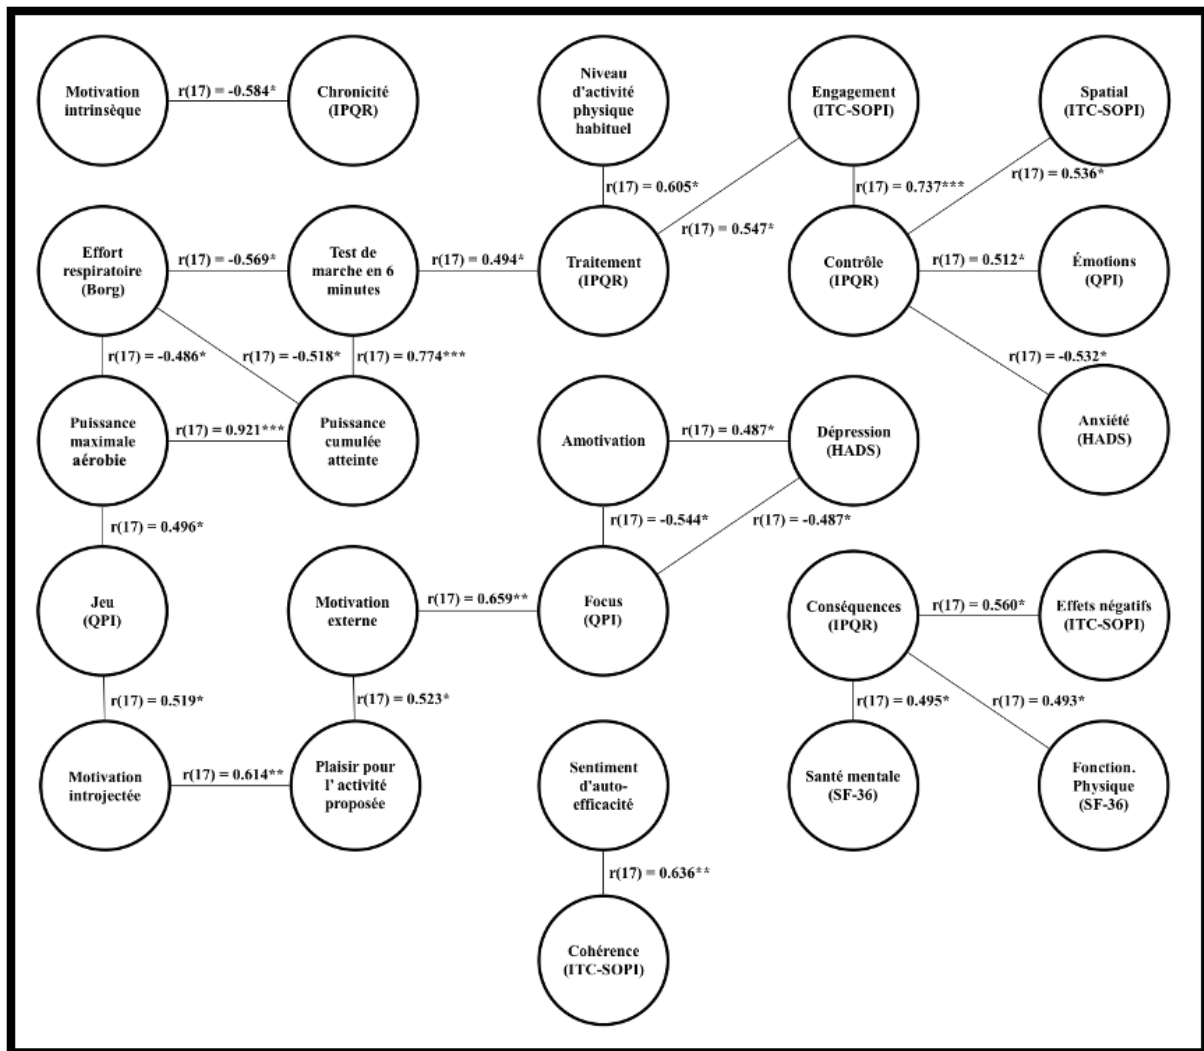 Motivation
intrinsèque
r(17) = -0.584*
Chronicité
(IPQR)
Niveau
d'activité
physique
habituel
Engagement
(ITC-SOPI)
Spatial
(ITC-SOPI)
r(17) = 0.605*
r(17) = 0.737***
r(17) = 0.536*
r(17) = 0.547*
Effort
respiratoire
(Borg)
r(17) = -0.569*
Test de
marche en 6
minutes
r(17) = 0.494*
Traitement
(IPQR)
Contrôle
(IPQR)
r(17) = 0.512*
Émotions
(QPI)
r(17) = -0.486*
r(17) = -0.518*
r(17) = 0.774***
r(17) = -0.532*
Puissance
maximale
aérobie
r(17) = 0.921***
Puissance
cumulée
atteinte
Amotivation
r(17) = 0.487*
Dépression
(HADS)
Anxiété
(HADS)
r(17) = 0.496*
r(17) = -0.544*
r(17) = -0.487*
Jeu
(QPI)
Motivation
externe
r(17) = 0.659**
Focus
(QPI)
Conséquences
(IPQR)
r(17) = 0.560*
Effets négatifs
(ITC-SOPI)
r(17) = 0.519*
r(17) = 0.523*
r(17) = 0.495*
r(17) = 0.493*
Motivation
introjectée
r(17) = 0.614**
Plaisir pour
l' activité
proposée
Sentiment
d'auto-
efficacité
Santé mentale
(SF-36)
Fonction.
Physique
(SF-36)
r(17) = 0.636**
Cohérence
(ITC-SOPI)